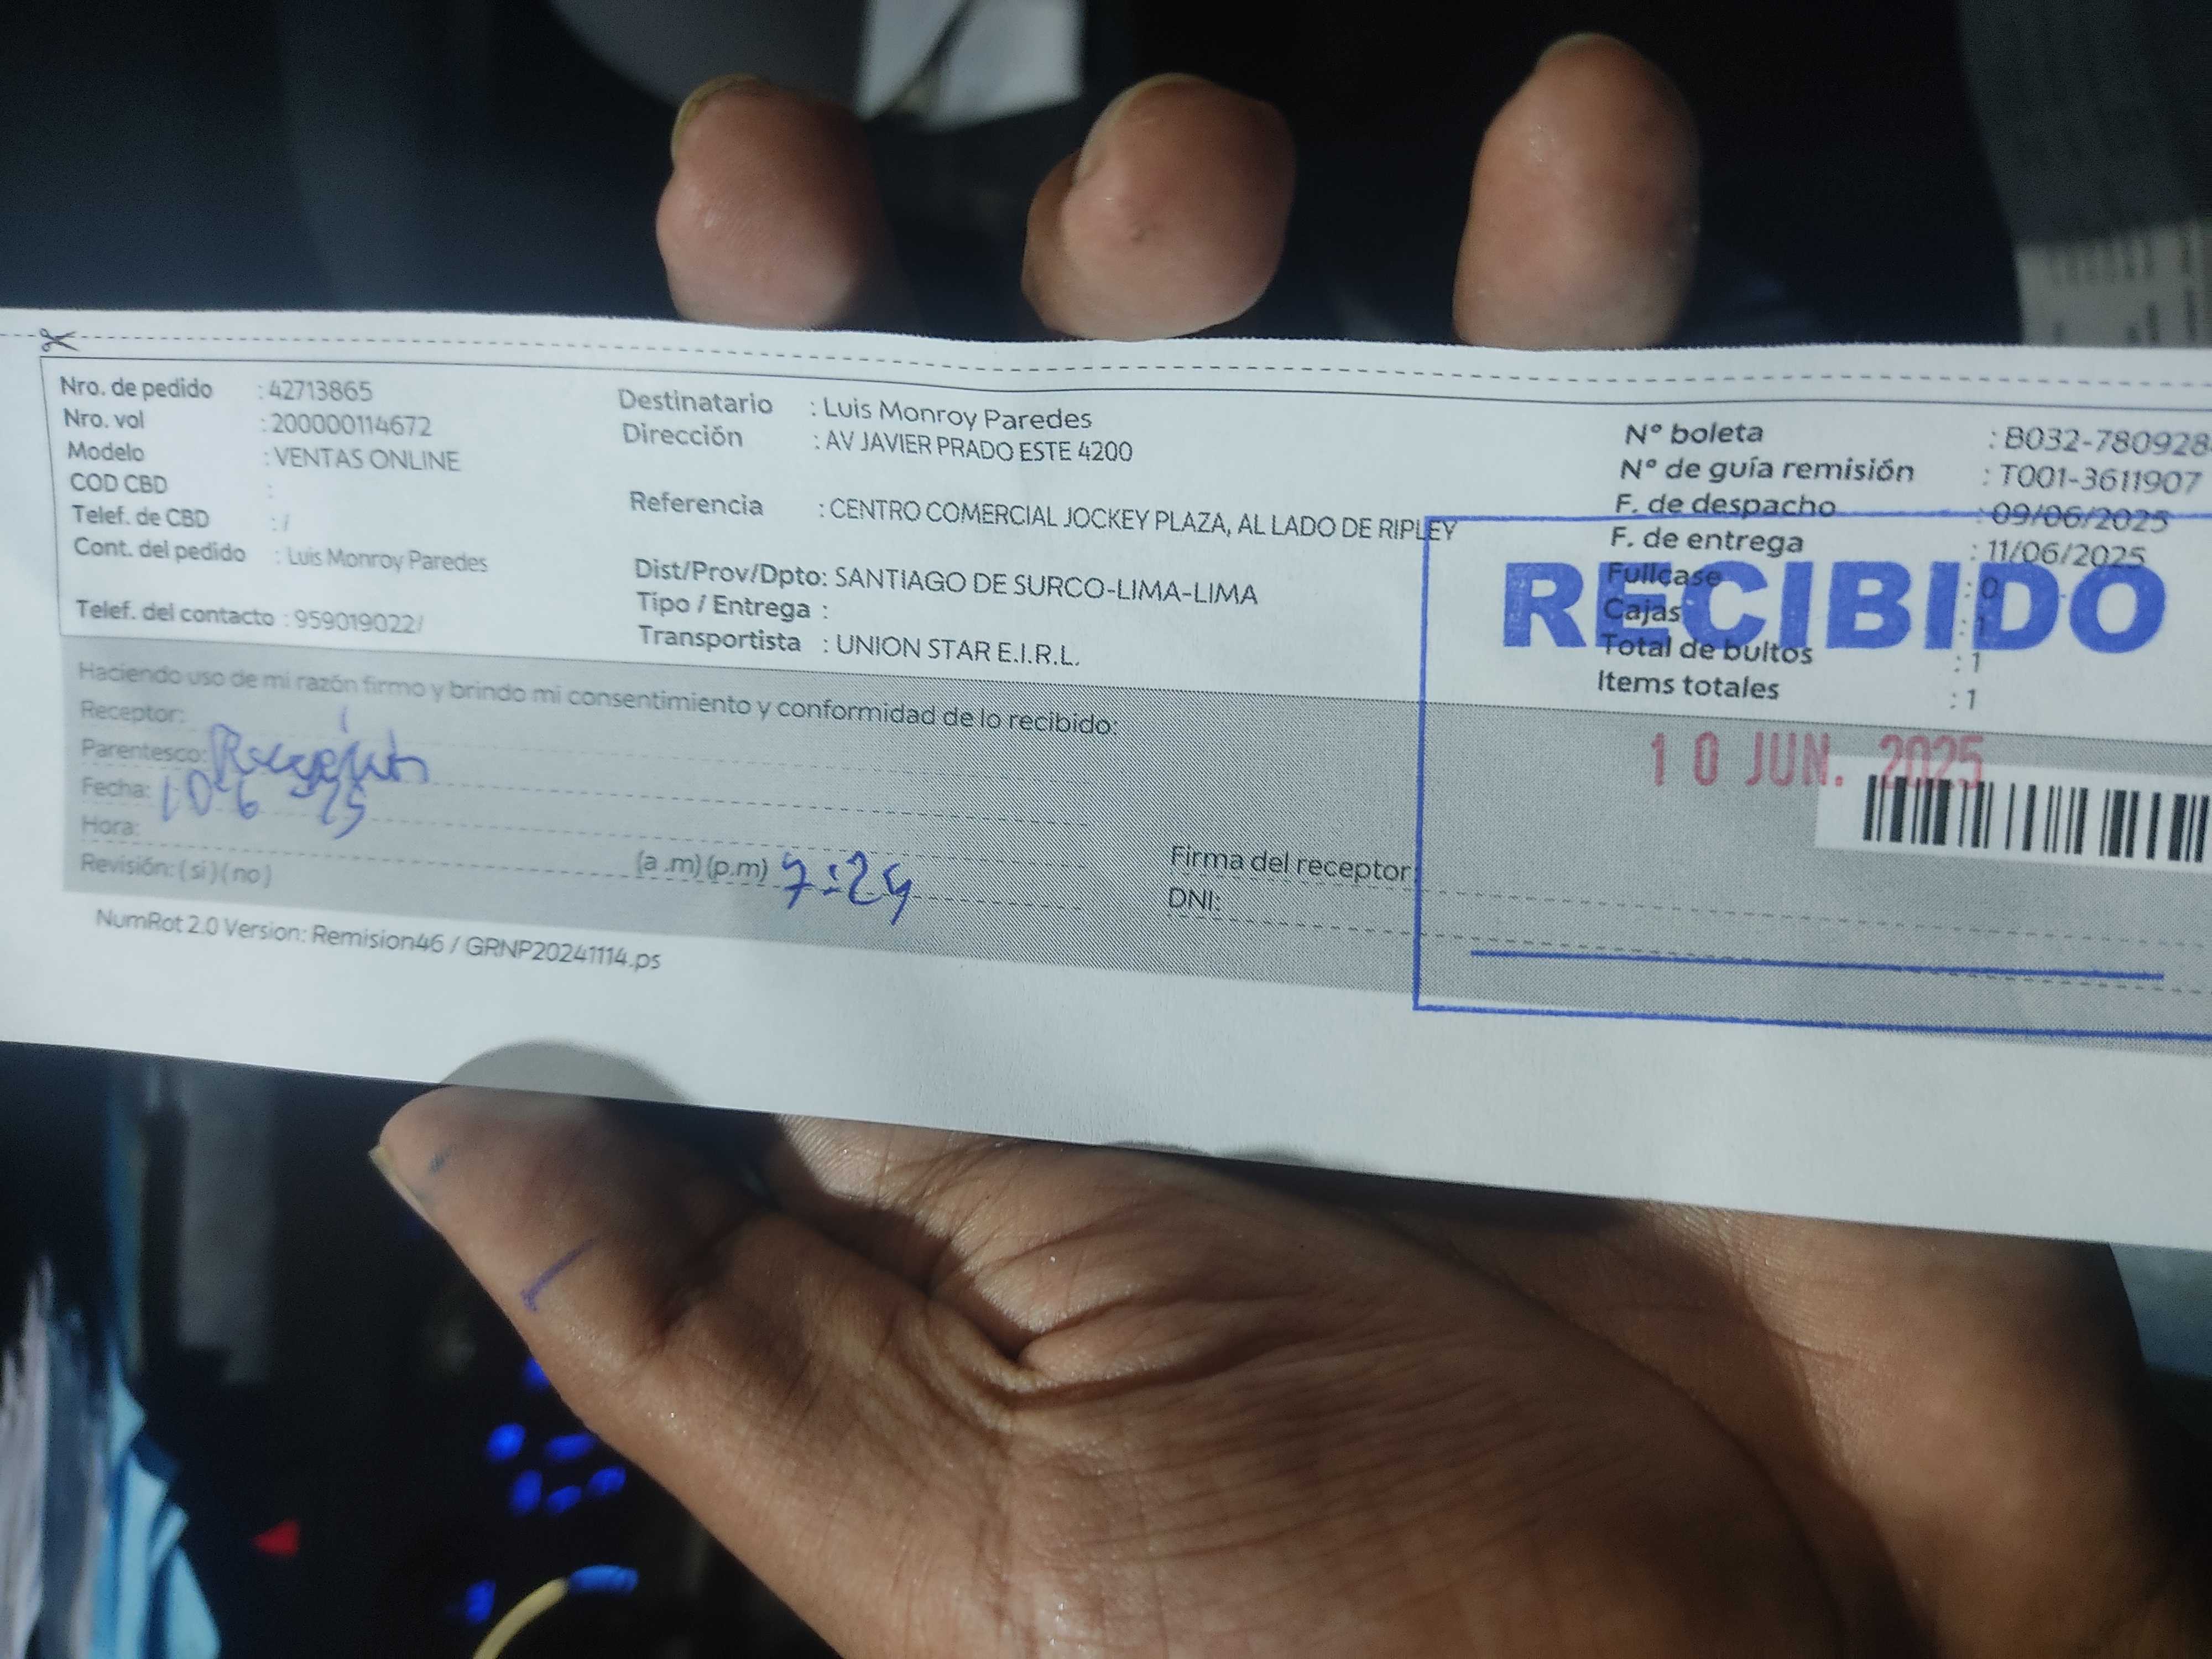 Nro. de pedido : 42713865
Nro. vol : 200000114672
Modelo : VENTAS ONLINE
COD CBD :
Telef. de CBD : /
Cont. del pedido : Luis Monroy Paredes
Telef. del contacto : 959019022/
Destinatario : Luis Monroy Paredes
Dirección : AV JAVIER PRADO ESTE 4200
Referencia : CENTRO COMERCIAL JOCKEY PLAZA, AL LADO DE RIPLEY
Dist/Prov/Dpto: SANTIAGO DE SURCO-LIMA-LIMA
Tipo / Entrega :
Transportista : UNION STAR E.I.R.L.
N° boleta : B032-780928
N° de guía remisión : T001-3611907
F. de despacho : 09/06/2025
F. de entrega : 11/06/2025
Fullcase : 0
Cajas : 1
Total de bultos : 1
Items totales : 1
RECIBIDO
10 JUN. 2025
Haciendo uso de mi razón firmo y brindo mi consentimiento y conformidad de lo recibido:
Receptor:
Parentesco:
Fecha: 10-6-25
Hora: (a .m) (p.m) 7:24
Revisión: ( si ) ( no )
Firma del receptor:
DNI:
NumRot 2.0 Version: Remision46 / GRNP20241114.ps